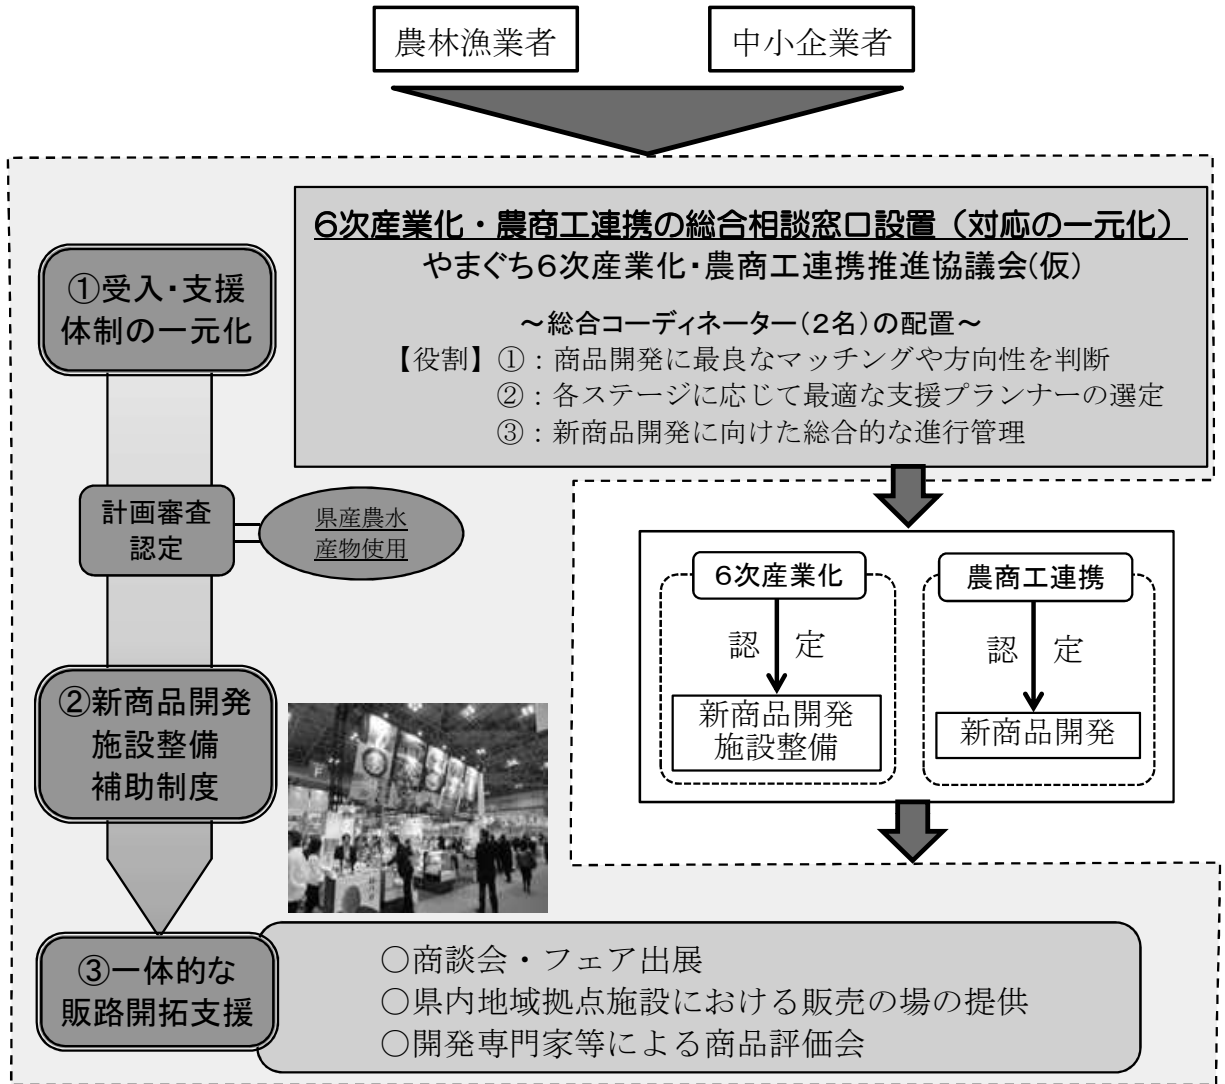 農林漁業者
中小企業者
6次産業化・農商工連携の総合相談窓口設置（対応の一元化）
やまぐち6次産業化・農商工連携推進協議会(仮)
～総合コーディネーター(2名)の配置～
【役割】①：商品開発に最良なマッチングや方向性を判断
②：各ステージに応じて最適な支援プランナーの選定
③：新商品開発に向けた総合的な進行管理
①受入・支援
体制の一元化
計画審査
認定
県産農水
産物使用
6次産業化
認 定
新商品開発
施設整備
農商工連携
認 定
新商品開発
②新商品開発
施設整備
補助制度
③一体的な
販路開拓支援
○商談会・フェア出展
○県内地域拠点施設における販売の場の提供
○開発専門家等による商品評価会